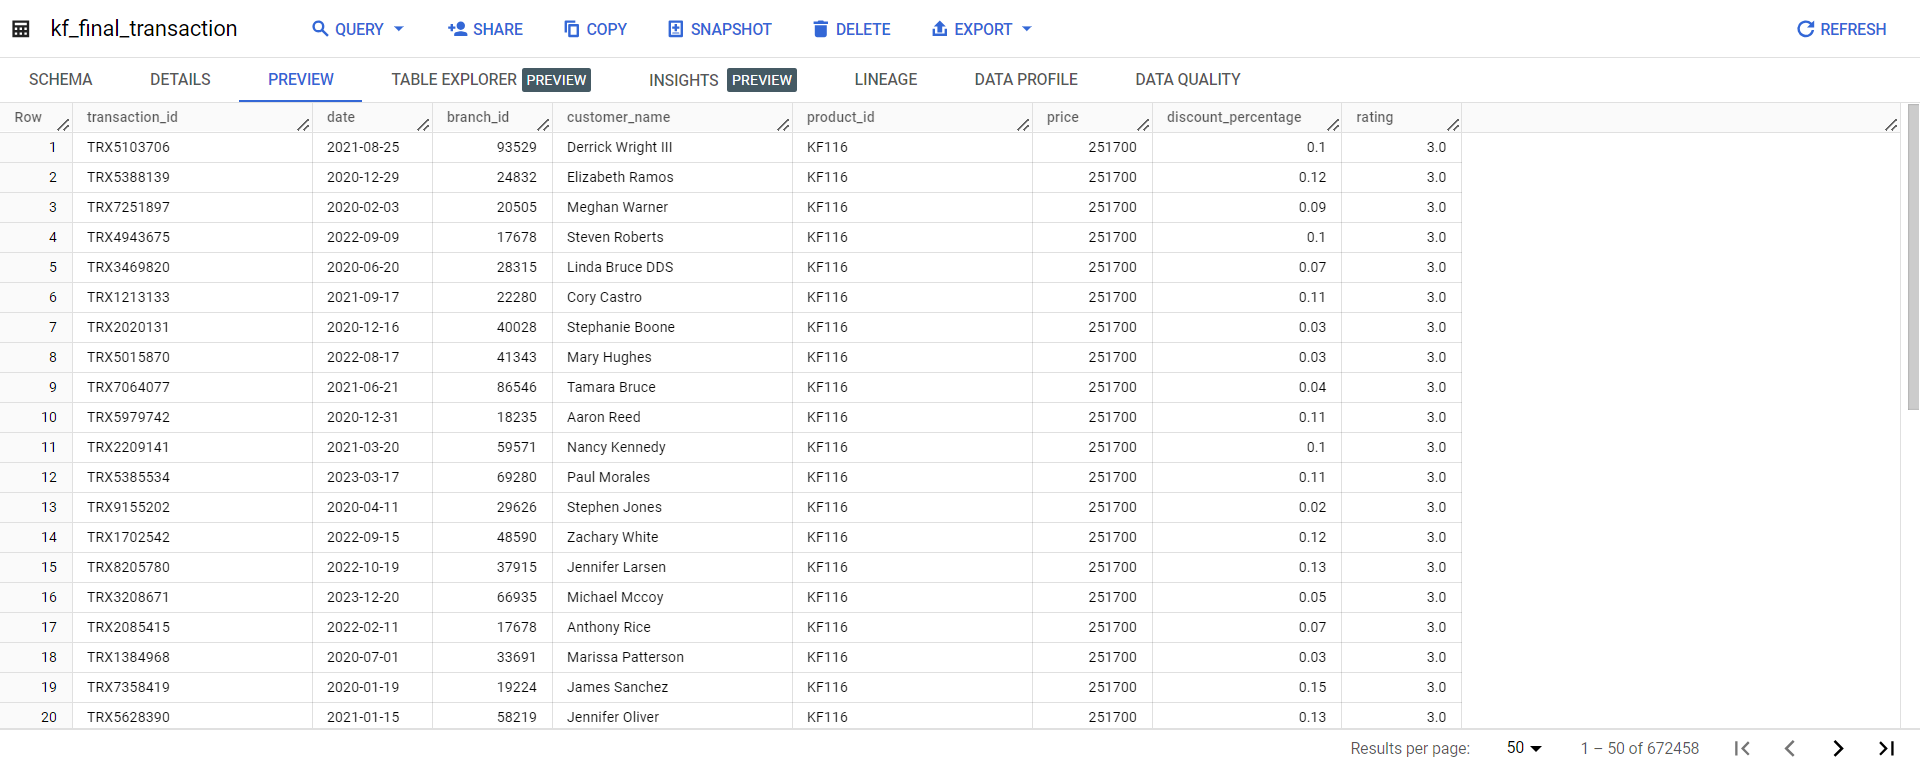 kf_final_transaction QUERY SHARE COPY SNAPSHOT DELETE EXPORT REFRESH
SCHEMA DETAILS PREVIEW TABLE EXPLORER PREVIEW INSIGHTS PREVIEW LINEAGE DATA PROFILE DATA QUALITY
Row transaction_id date branch_id customer_name product_id price discount_percentage rating
1 TRX5103706 2021-08-25 93529 Derrick Wright III KF116 251700 0.1 3.0
2 TRX5388139 2020-12-29 24832 Elizabeth Ramos KF116 251700 0.12 3.0
3 TRX7251897 2020-02-03 20505 Meghan Warner KF116 251700 0.09 3.0
4 TRX4943675 2022-09-09 17678 Steven Roberts KF116 251700 0.1 3.0
5 TRX3469820 2020-06-20 28315 Linda Bruce DDS KF116 251700 0.07 3.0
6 TRX1213133 2021-09-17 22280 Cory Castro KF116 251700 0.11 3.0
7 TRX2020131 2020-12-16 40028 Stephanie Boone KF116 251700 0.03 3.0
8 TRX5015870 2022-08-17 41343 Mary Hughes KF116 251700 0.03 3.0
9 TRX7064077 2021-06-21 86546 Tamara Bruce KF116 251700 0.04 3.0
10 TRX5979742 2020-12-31 18235 Aaron Reed KF116 251700 0.11 3.0
11 TRX2209141 2021-03-20 59571 Nancy Kennedy KF116 251700 0.1 3.0
12 TRX5385534 2023-03-17 69280 Paul Morales KF116 251700 0.11 3.0
13 TRX9155202 2020-04-11 29626 Stephen Jones KF116 251700 0.02 3.0
14 TRX1702542 2022-09-15 48590 Zachary White KF116 251700 0.12 3.0
15 TRX8205780 2022-10-19 37915 Jennifer Larsen KF116 251700 0.13 3.0
16 TRX3208671 2023-12-20 66935 Michael Mccoy KF116 251700 0.05 3.0
17 TRX2085415 2022-02-11 17678 Anthony Rice KF116 251700 0.07 3.0
18 TRX1384968 2020-07-01 33691 Marissa Patterson KF116 251700 0.03 3.0
19 TRX7358419 2020-01-19 19224 James Sanchez KF116 251700 0.15 3.0
20 TRX5628390 2021-01-15 58219 Jennifer Oliver KF116 251700 0.13 3.0
Results per page: 50 1 – 50 of 672458